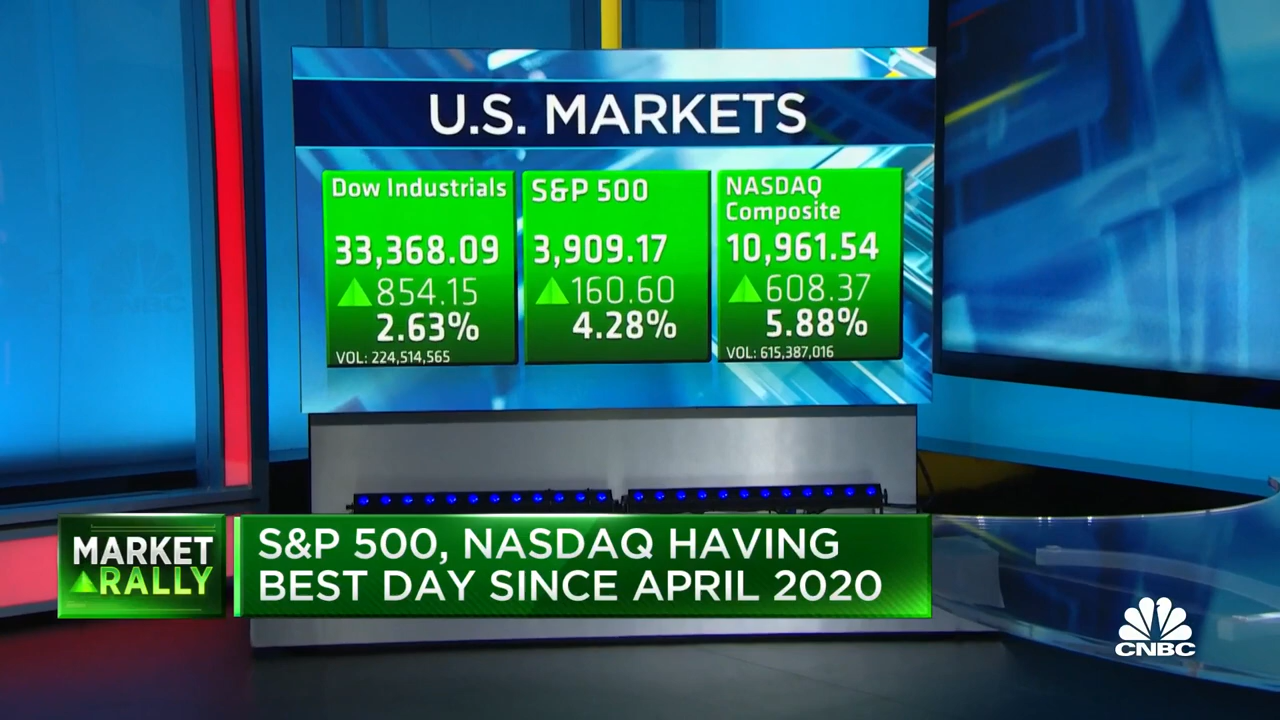 U.S. MARKETS
Dow Industrials
33,368.09
▲854.15
2.63%
VOL: 224,514,565
S&P 500
3,909.17
▲160.60
4.28%
NASDAQ
Composite
10,961.54
▲608.37
5.88%
VOL: 615,387,016
MARKET
▲RALLY
S&P 500, NASDAQ HAVING
BEST DAY SINCE APRIL 2020
CNBC